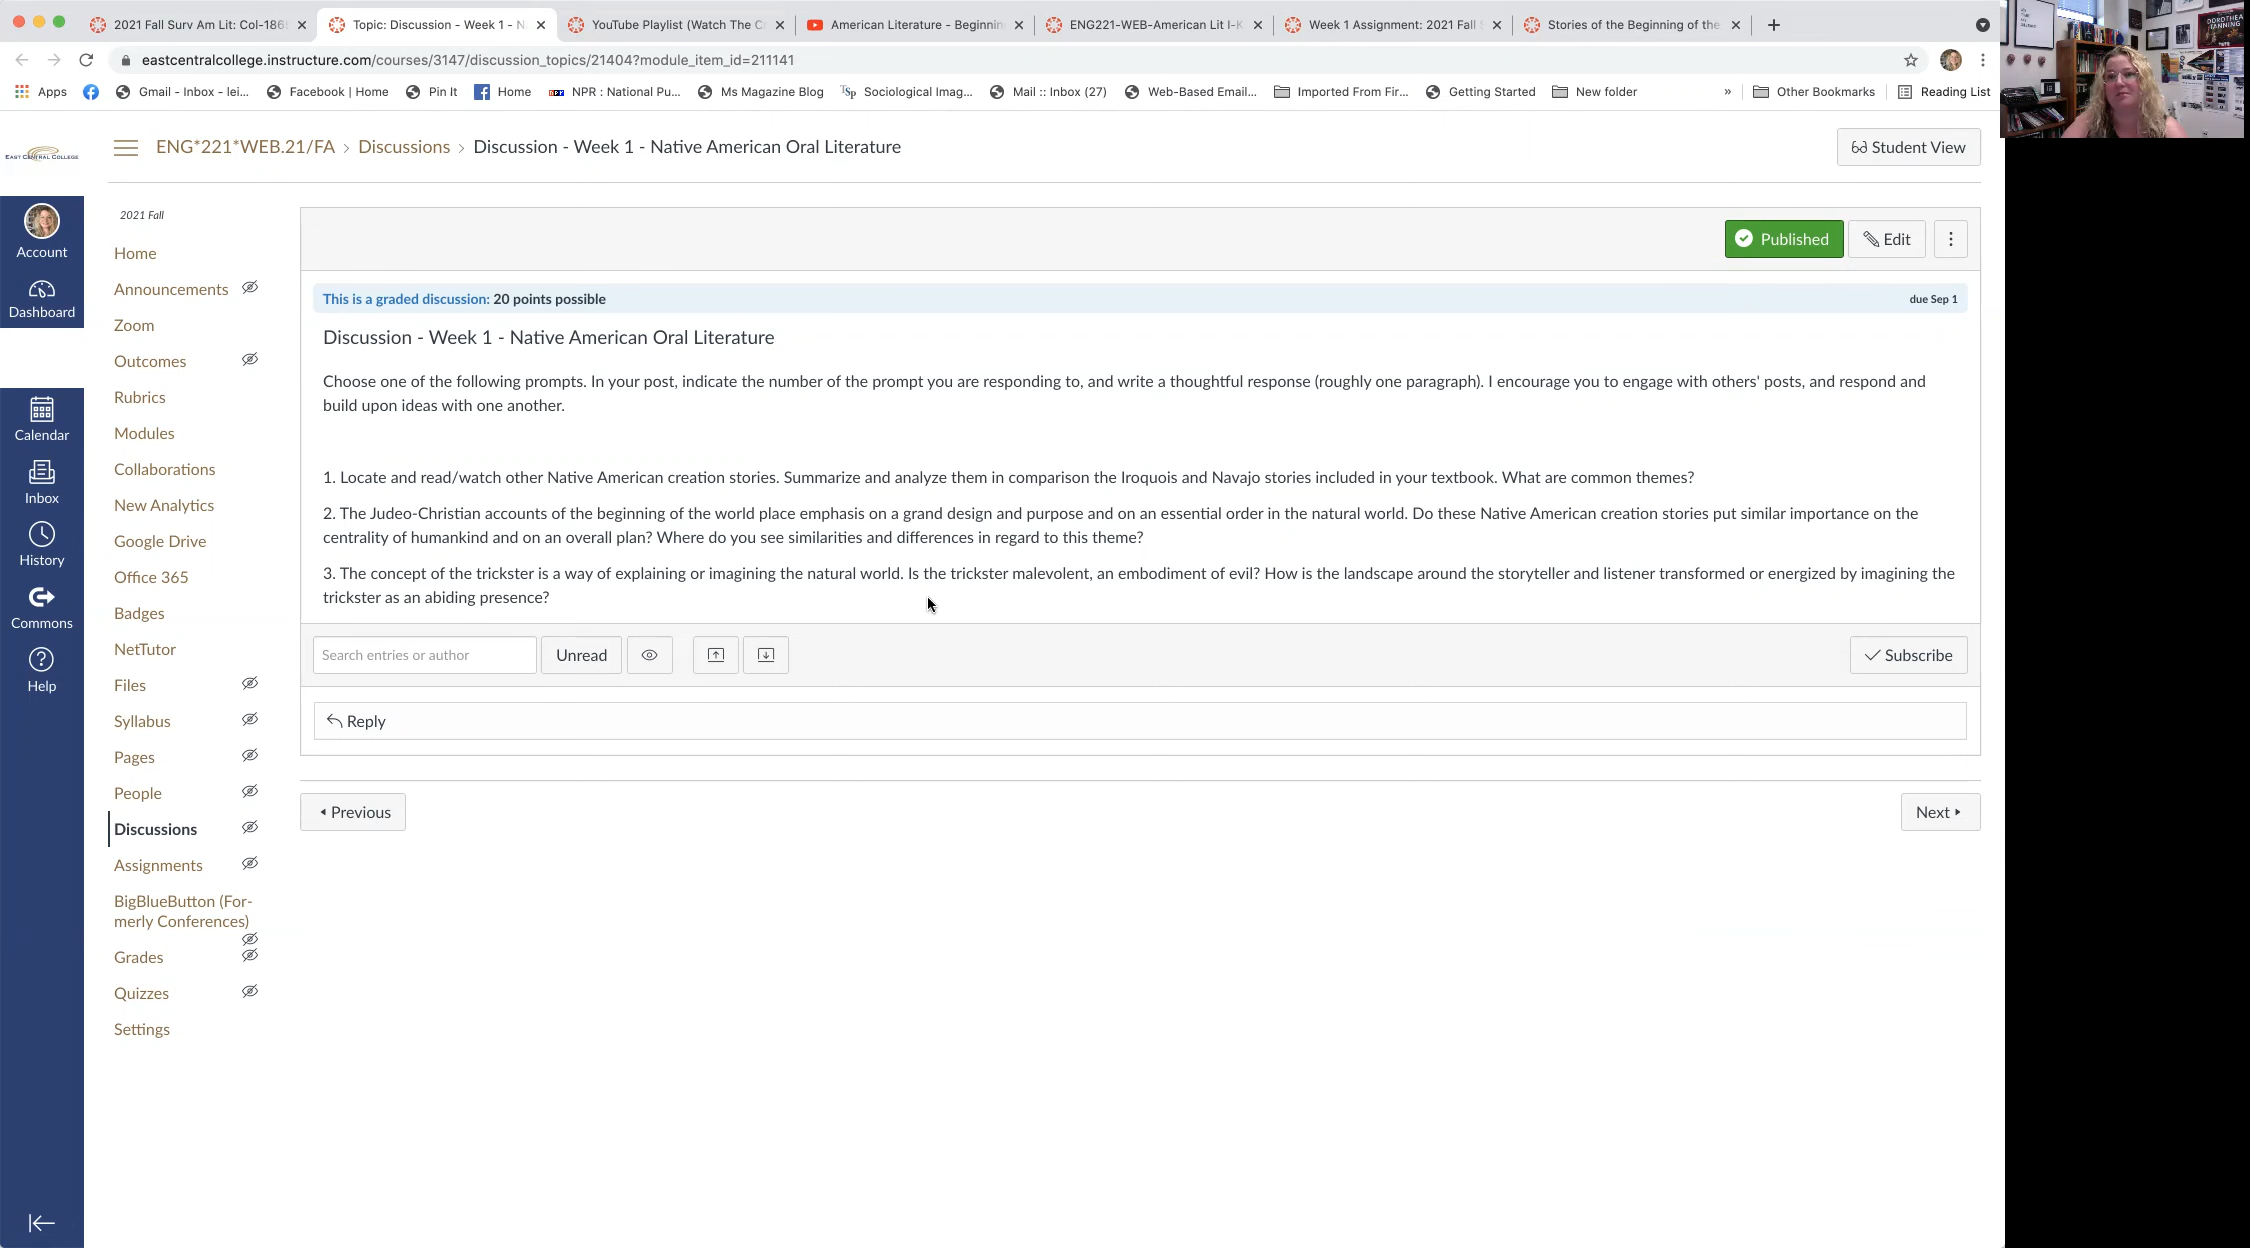 2021 Fall Surv Am Lit: Col-186
Topic: Discussion - Week 1 - N
YouTube Playlist (Watch The C
American Literature - Beginnin
ENG221-WEB-American Lit I-K
Week 1 Assignment: 2021 Fall S
Stories of the Beginning of the
eastcentralcollege.instructure.com/courses/3147/discussion_topics/21404?module_item_id=211141
Apps
Gmail - Inbox - lei...
Facebook | Home
Pin It
Home
NPR : National Pu...
Ms Magazine Blog
Sociological Imag...
Mail :: Inbox (27)
Web-Based Email...
Imported From Fir...
Getting Started
New folder
»
Other Bookmarks
Reading List
EAST CENTRAL COLLEGE
ENG*221*WEB.21/FA › Discussions › Discussion - Week 1 - Native American Oral Literature
Student View
Account
Dashboard
Calendar
Inbox
History
Commons
Help
2021 Fall
Home
Announcements
Zoom
Outcomes
Rubrics
Modules
Collaborations
New Analytics
Google Drive
Office 365
Badges
NetTutor
Files
Syllabus
Pages
People
Discussions
Assignments
BigBlueButton (For-
merly Conferences)
Grades
Quizzes
Settings
Published
Edit
This is a graded discussion: 20 points possible
due Sep 1
Discussion - Week 1 - Native American Oral Literature
Choose one of the following prompts. In your post, indicate the number of the prompt you are responding to, and write a thoughtful response (roughly one paragraph). I encourage you to engage with others' posts, and respond and
build upon ideas with one another.
1. Locate and read/watch other Native American creation stories. Summarize and analyze them in comparison the Iroquois and Navajo stories included in your textbook. What are common themes?
2. The Judeo-Christian accounts of the beginning of the world place emphasis on a grand design and purpose and on an essential order in the natural world. Do these Native American creation stories put similar importance on the
centrality of humankind and on an overall plan? Where do you see similarities and differences in regard to this theme?
3. The concept of the trickster is a way of explaining or imagining the natural world. Is the trickster malevolent, an embodiment of evil? How is the landscape around the storyteller and listener transformed or energized by imagining the
trickster as an abiding presence?
Search entries or author
Unread
Subscribe
Reply
Previous
Next
DOROTHEA
TANNING